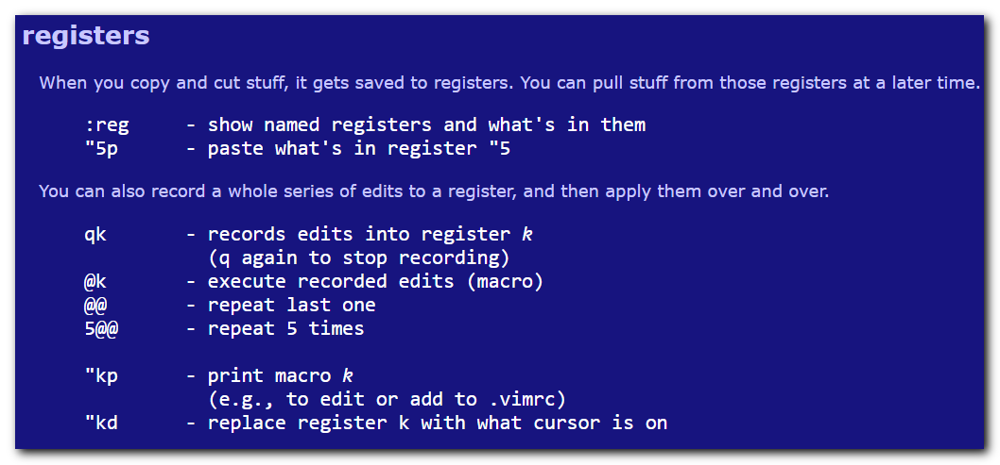 registers
When you copy and cut stuff, it gets saved to registers. You can pull stuff from those registers at a later time.
:reg - show named registers and what's in them
"5p - paste what's in register "5
You can also record a whole series of edits to a register, and then apply them over and over.
qk - records edits into register k
(q again to stop recording)
@k - execute recorded edits (macro)
@@ - repeat last one
5@@ - repeat 5 times
"kp - print macro k
(e.g., to edit or add to .vimrc)
"kd - replace register k with what cursor is on